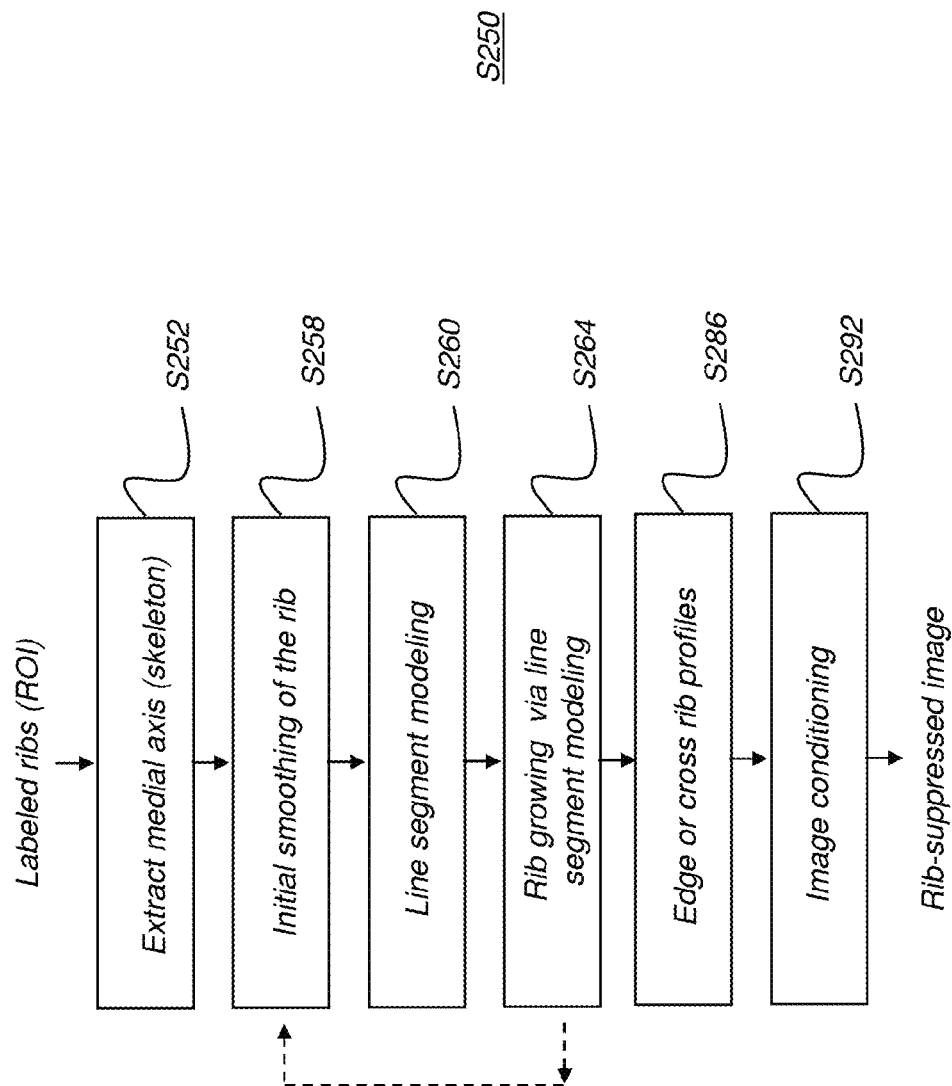 Labeled ribs (ROI)
Extract medial axis (skeleton)
S252
Initial smoothing of the rib
S258
Line segment modeling
S260
Rib growing via line
segment modeling
S264
Edge or cross rib profiles
S286
Image conditioning
S292
Rib-suppressed image
S250